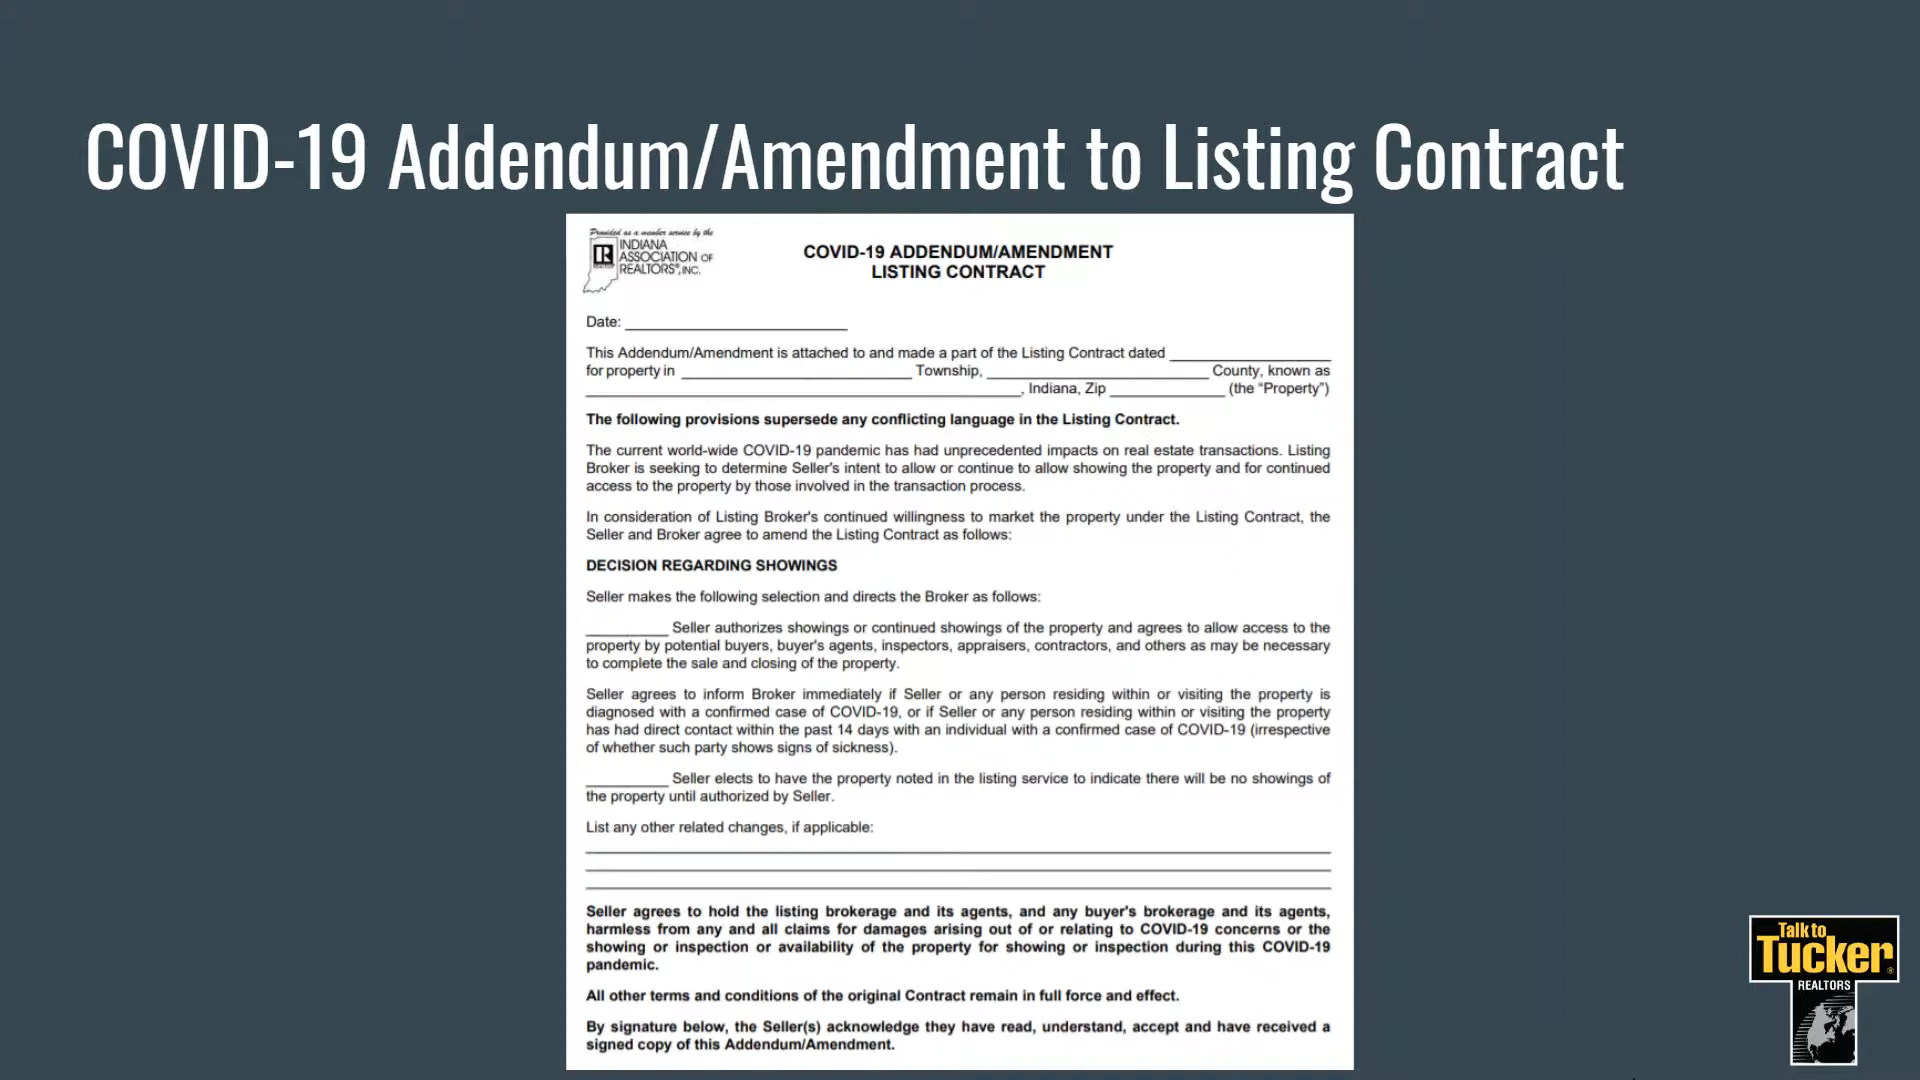 COVID-19 Addendum/Amendment to Listing Contract
Provided as a member service by the
INDIANA
ASSOCIATION OF
REALTORS®, INC.
COVID-19 ADDENDUM/AMENDMENT
LISTING CONTRACT
Date: ____________________________
This Addendum/Amendment is attached to and made a part of the Listing Contract dated ____________________
for property in _____________________________ Township, ____________________________ County, known as
_______________________________________________________, Indiana, Zip ______________ (the “Property”)
The following provisions supersede any conflicting language in the Listing Contract.
The current world-wide COVID-19 pandemic has had unprecedented impacts on real estate transactions. Listing
Broker is seeking to determine Seller's intent to allow or continue to allow showing the property and for continued
access to the property by those involved in the transaction process.
In consideration of Listing Broker's continued willingness to market the property under the Listing Contract, the
Seller and Broker agree to amend the Listing Contract as follows:
DECISION REGARDING SHOWINGS
Seller makes the following selection and directs the Broker as follows:
__________ Seller authorizes showings or continued showings of the property and agrees to allow access to the
property by potential buyers, buyer's agents, inspectors, appraisers, contractors, and others as may be necessary
to complete the sale and closing of the property.
Seller agrees to inform Broker immediately if Seller or any person residing within or visiting the property is
diagnosed with a confirmed case of COVID-19, or if Seller or any person residing within or visiting the property
has had direct contact within the past 14 days with an individual with a confirmed case of COVID-19 (irrespective
of whether such party shows signs of sickness).
__________ Seller elects to have the property noted in the listing service to indicate there will be no showings of
the property until authorized by Seller.
List any other related changes, if applicable:
Seller agrees to hold the listing brokerage and its agents, and any buyer's brokerage and its agents,
harmless from any and all claims for damages arising out of or relating to COVID-19 concerns or the
showing or inspection or availability of the property for showing or inspection during this COVID-19
pandemic.
All other terms and conditions of the original Contract remain in full force and effect.
By signature below, the Seller(s) acknowledge they have read, understand, accept and have received a
signed copy of this Addendum/Amendment.
Talk to
Tucker®
REALTORS